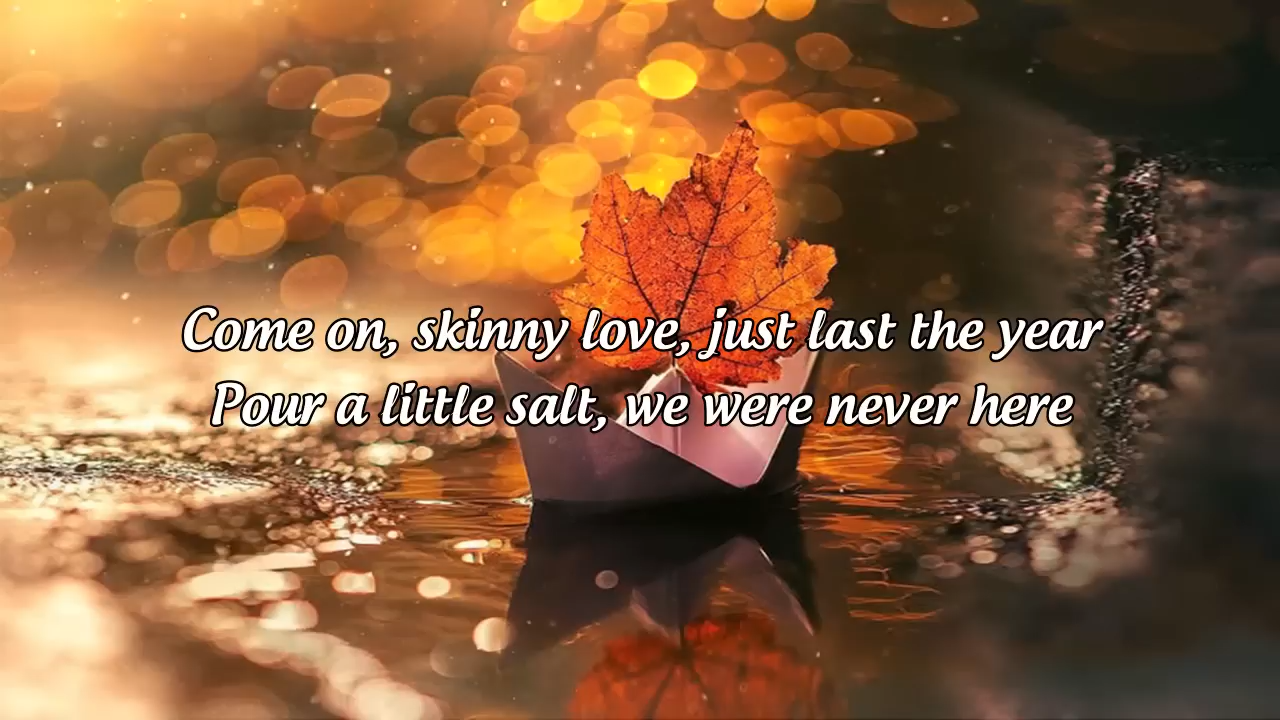 Come on, skinny love, just last the year
Pour a little salt, we were never here